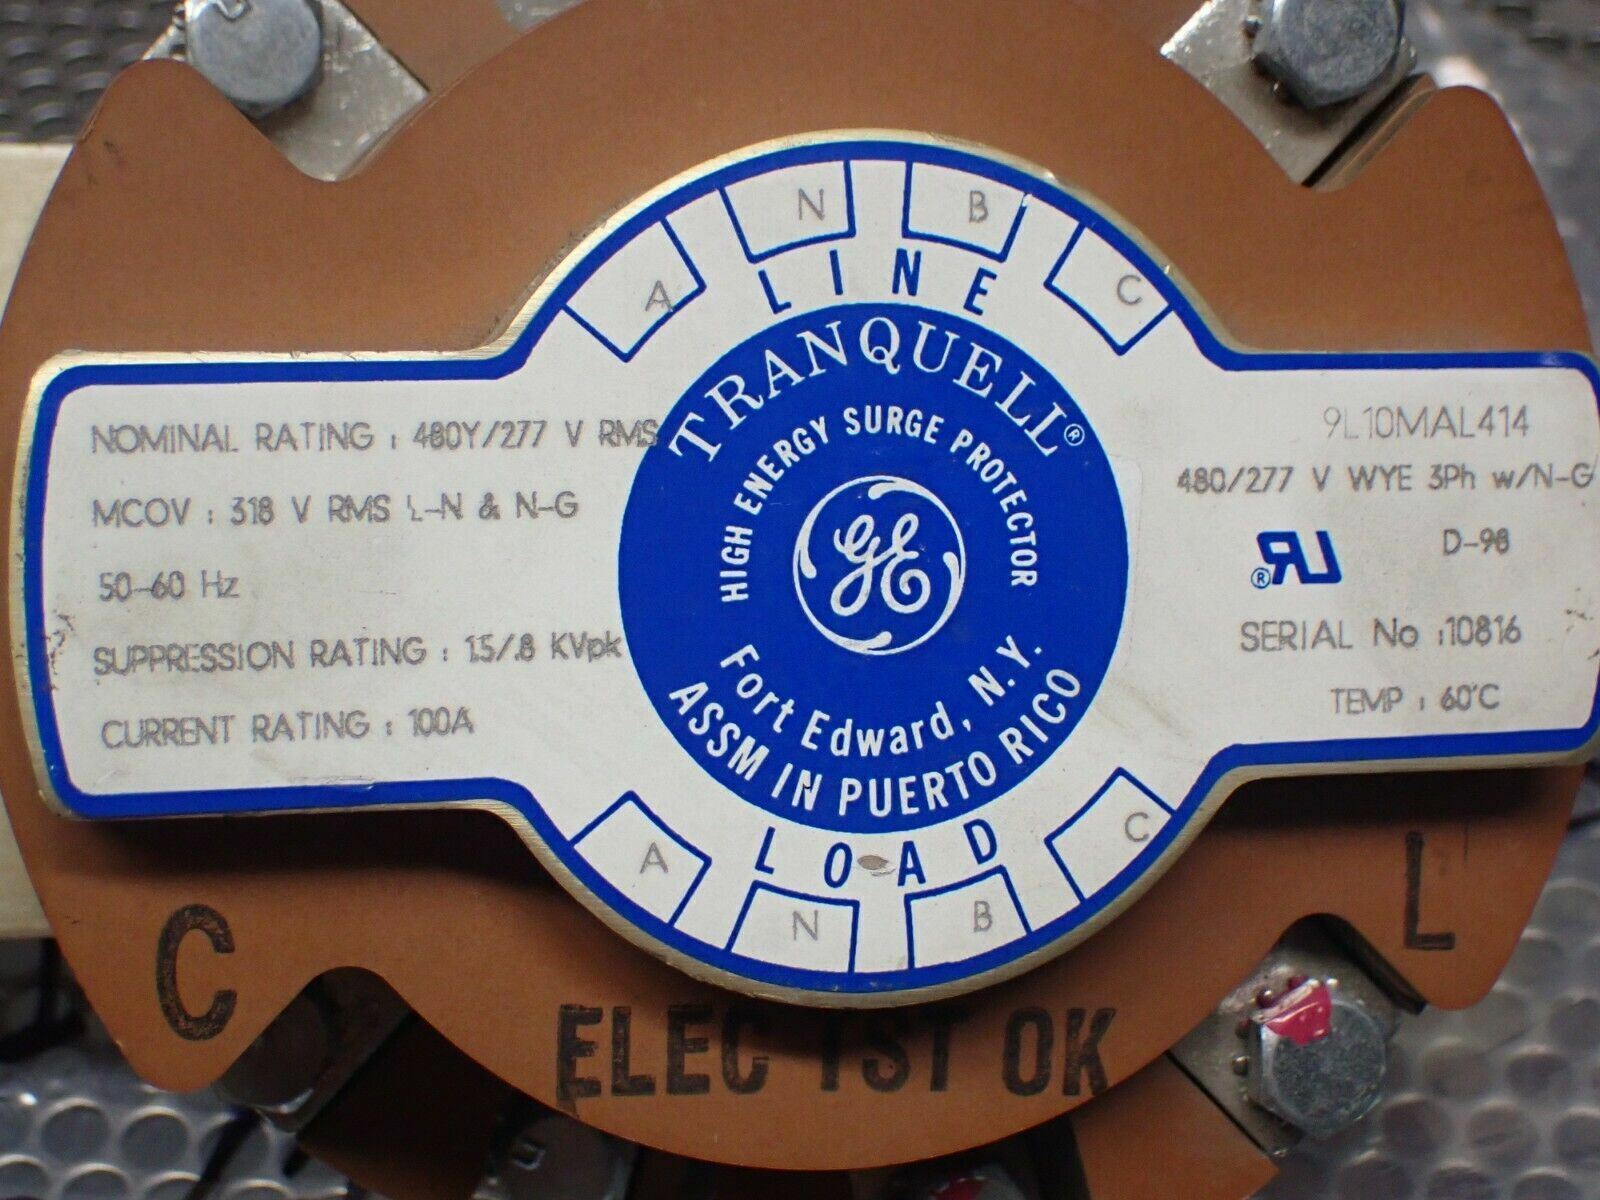 A N B C
LINE
TRANQUELL®
HIGH ENERGY SURGE PROTECTOR
GE
Fort Edward, N.Y.
ASSM IN PUERTO RICO
NOMINAL RATING : 480Y/277 V RMS
MCOV : 318 V RMS L-N & N-G
50-60 Hz
SUPPRESSION RATING : 1.5/.8 KVpk
CURRENT RATING : 100A
9L10MAL414
480/277 V WYE 3Ph w/N-G
RU® D-98
SERIAL No :10816
TEMP : 60°C
LOAD
A N B C
C L
ELEC TST OK